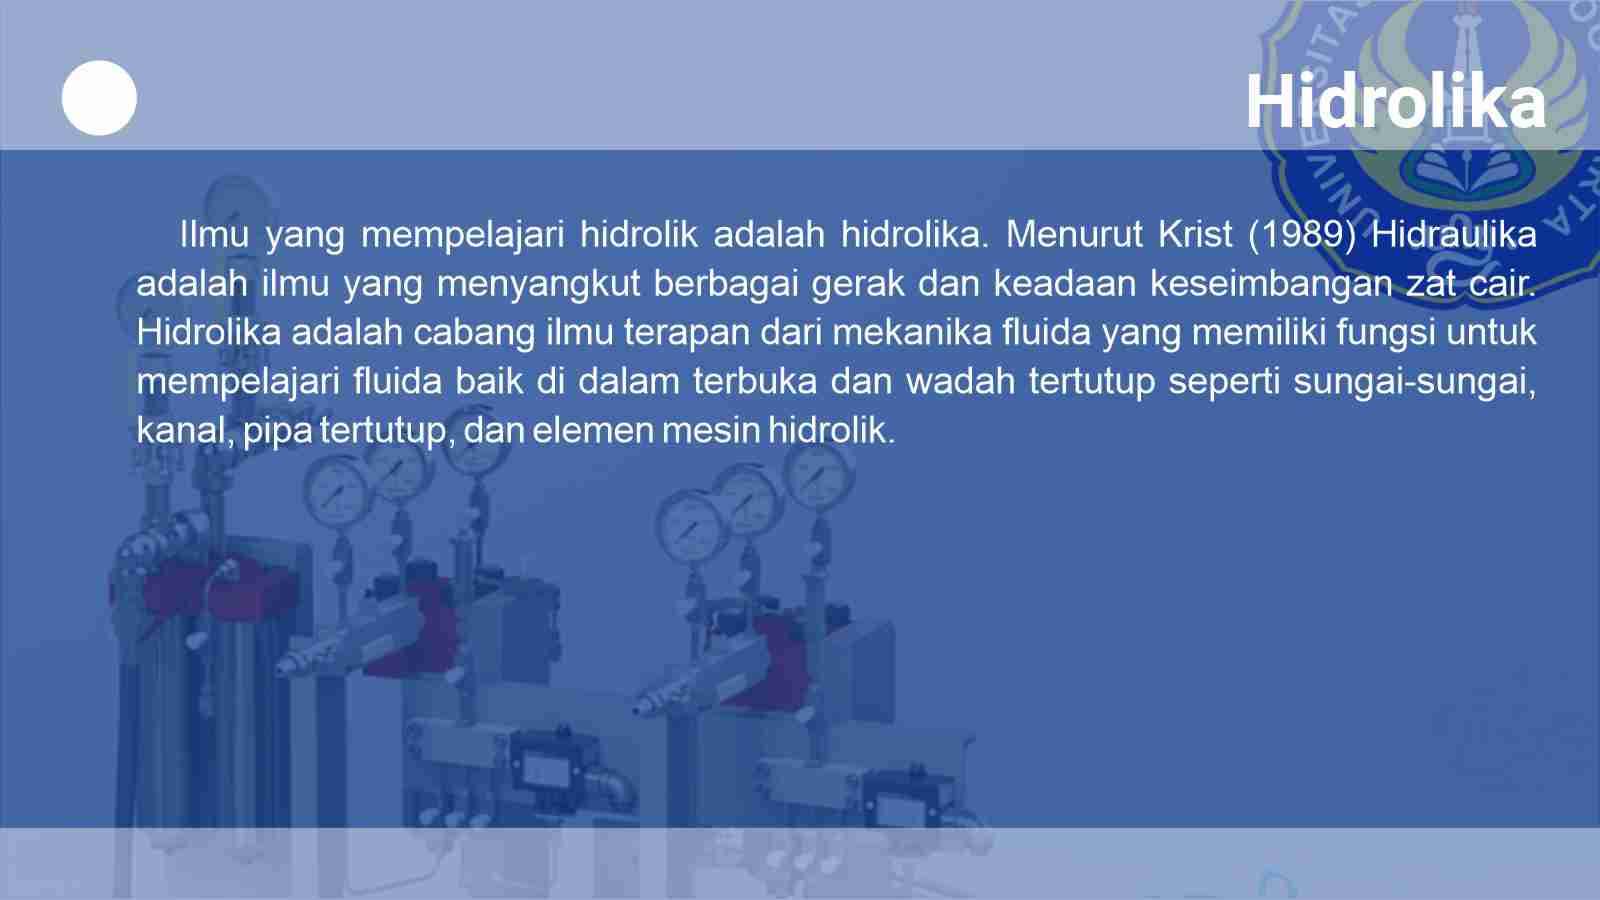 Hidrolika
Ilmu yang mempelajari hidrolik adalah hidrolika. Menurut Krist (1989) Hidraulika
adalah ilmu yang menyangkut berbagai gerak dan keadaan keseimbangan zat cair.
Hidrolika adalah cabang ilmu terapan dari mekanika fluida yang memiliki fungsi untuk
mempelajari fluida baik di dalam terbuka dan wadah tertutup seperti sungai-sungai,
kanal, pipa tertutup, dan elemen mesin hidrolik.
UNIVERSITAS